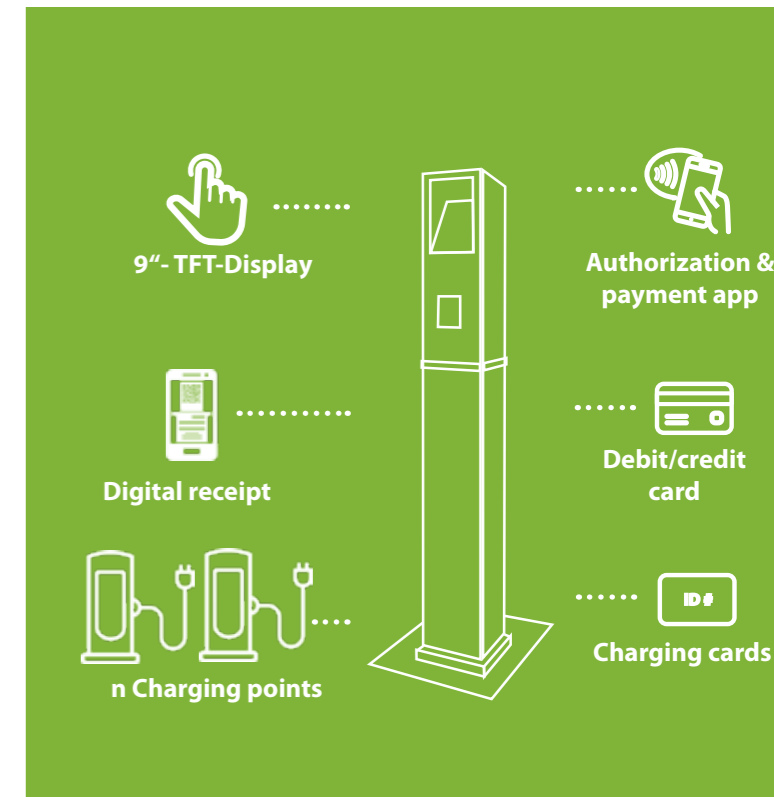 9“- TFT-Display
Authorization &
payment app
Digital receipt
Debit/credit
card
ID #
n Charging points
Charging cards